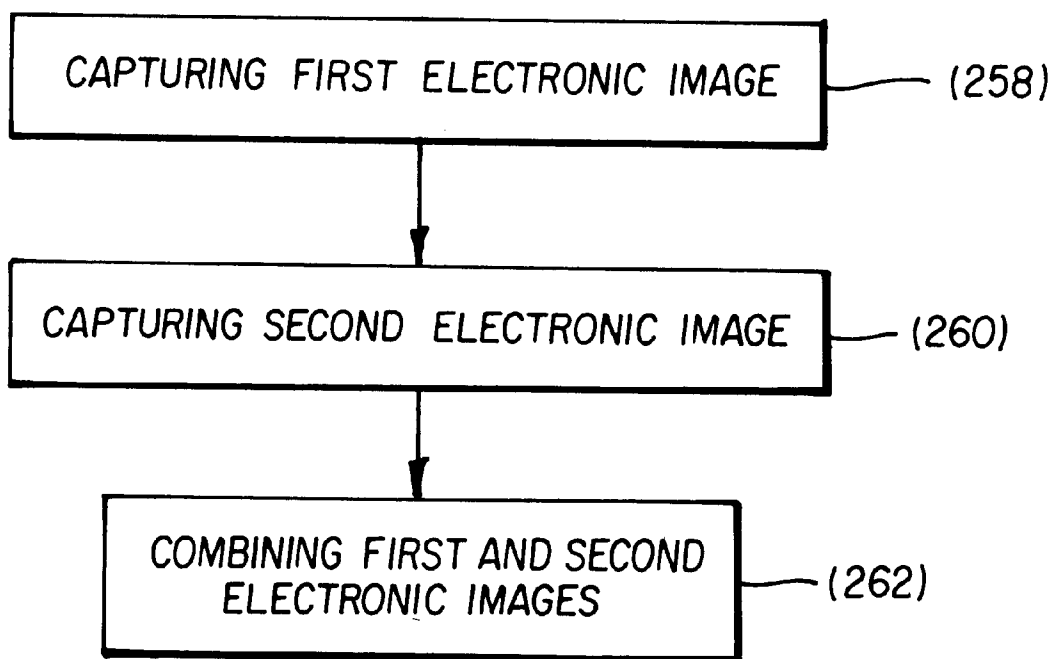 CAPTURING FIRST ELECTRONIC IMAGE
(258)
CAPTURING SECOND ELECTRONIC IMAGE
(260)
COMBINING FIRST AND SECOND
ELECTRONIC IMAGES
(262)